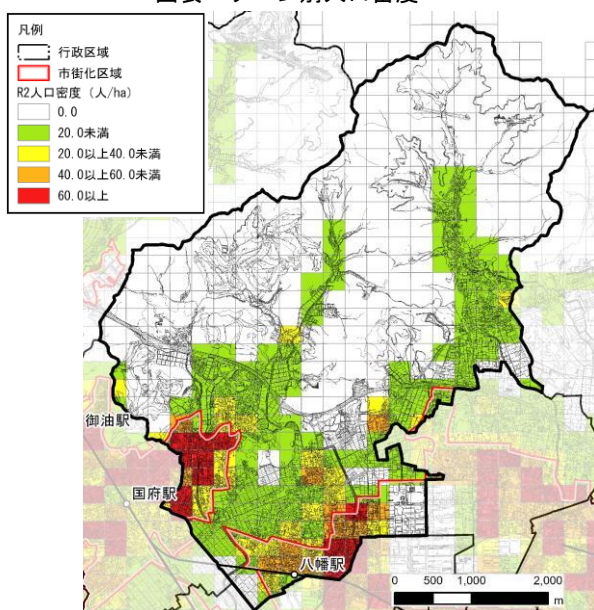 凡例
行政区域
市街化区域
R2人口密度（人/ha）
0.0
20.0未満
20.0以上40.0未満
40.0以上60.0未満
60.0以上
御油駅
国府駅
八幡駅
0 500 1,000 2,000
m